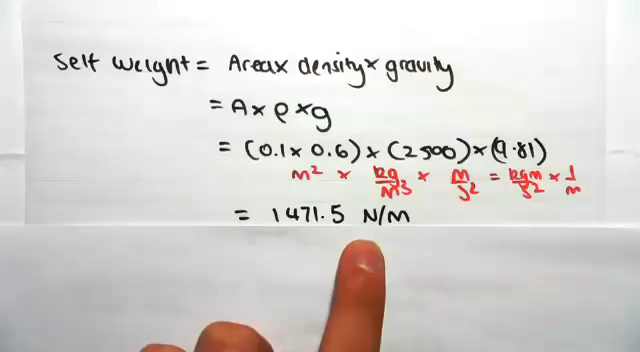 Self Weight = Area x density x gravity
= A x ρ x g
= (0.1 x 0.6) x (2500) x (9.81)
m² x kg/m³ x m/s² = kgm/s² x 1/m
= 1471.5 N/m